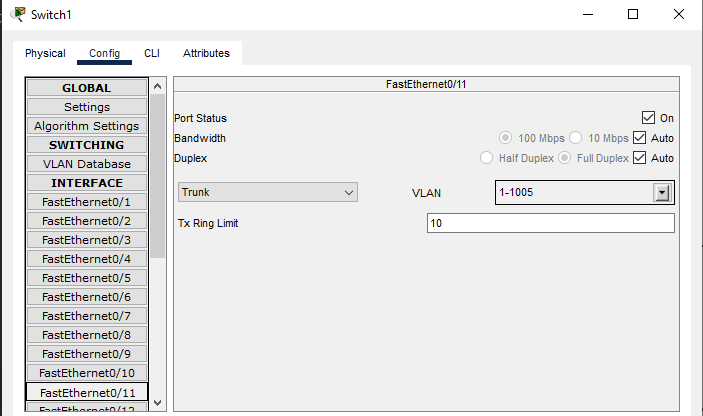 Switch1
Physical Config CLI Attributes
GLOBAL
Settings
Algorithm Settings
SWITCHING
VLAN Database
INTERFACE
FastEthernet0/1
FastEthernet0/2
FastEthernet0/3
FastEthernet0/4
FastEthernet0/5
FastEthernet0/6
FastEthernet0/7
FastEthernet0/8
FastEthernet0/9
FastEthernet0/10
FastEthernet0/11
FastEthernet0/12
FastEthernet0/11
Port Status On
Bandwidth 100 Mbps 10 Mbps Auto
Duplex Half Duplex Full Duplex Auto
Trunk VLAN 1-1005
Tx Ring Limit 10